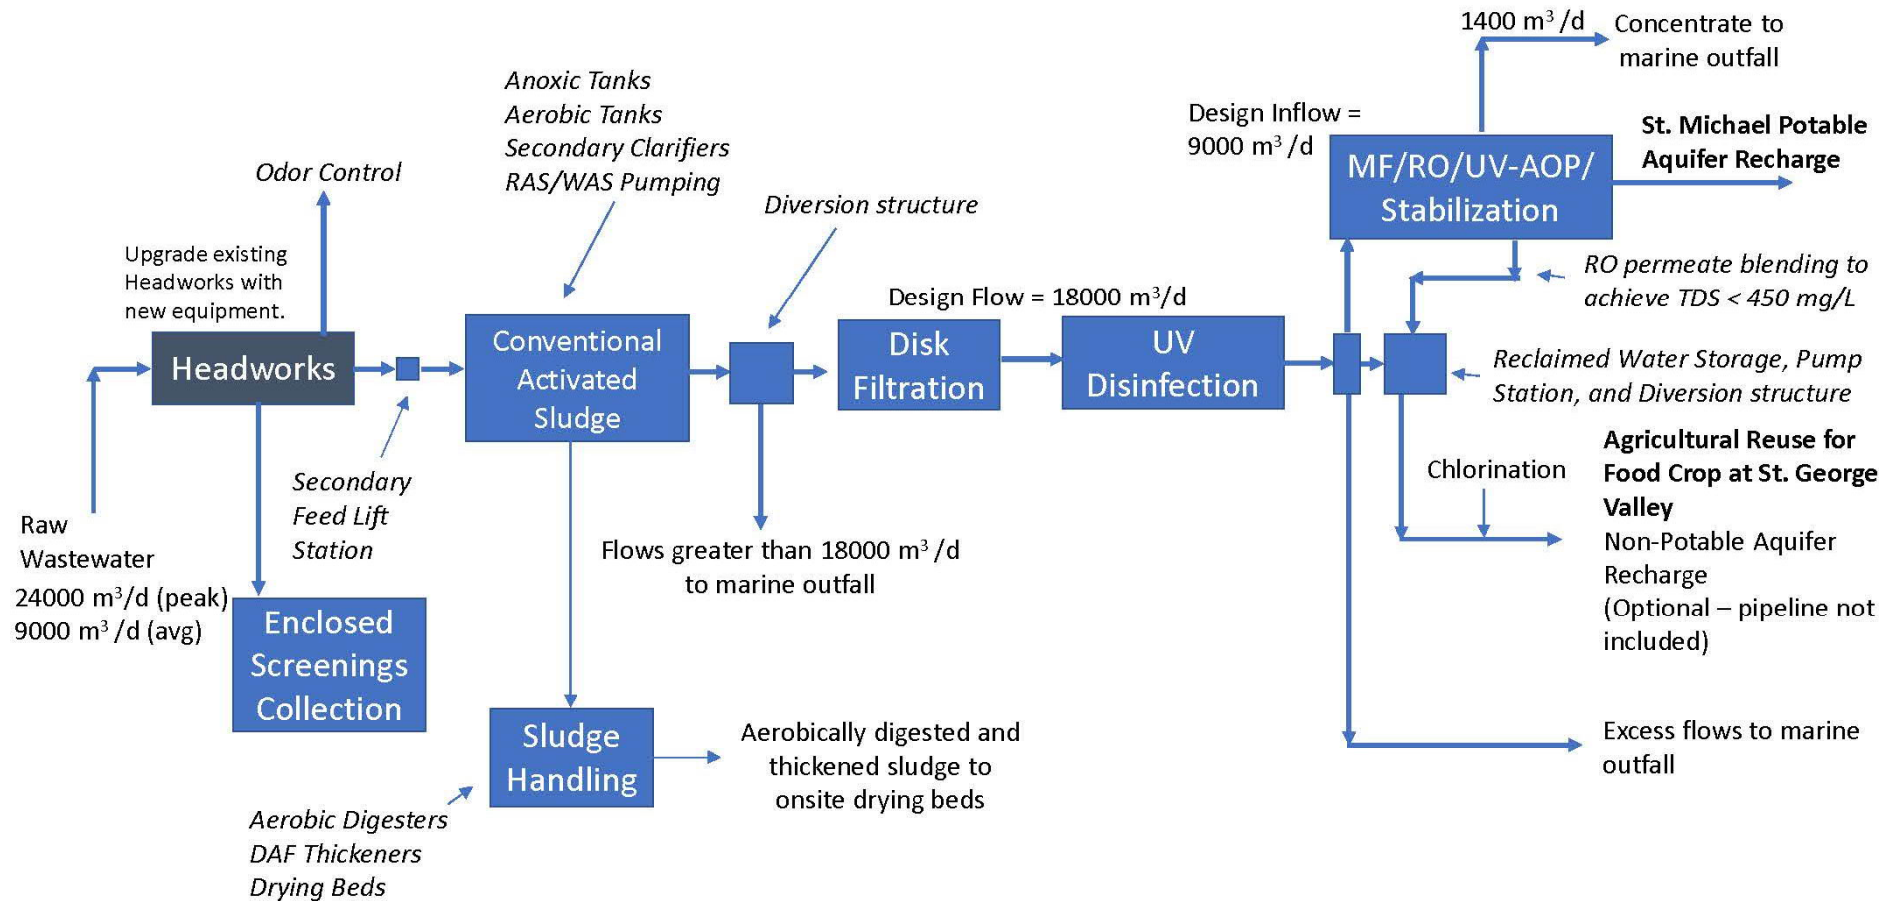 1400 m³ /d
Concentrate to
marine outfall
Anoxic Tanks
Aerobic Tanks
Secondary Clarifiers
RAS/WAS Pumping
Design Inflow =
9000 m³ /d
St. Michael Potable
Aquifer Recharge
MF/RO/UV-AOP/
Stabilization
Odor Control
Diversion structure
Upgrade existing
Headworks with
new equipment.
RO permeate blending to
achieve TDS < 450 mg/L
Design Flow = 18000 m³/d
Headworks
Conventional
Activated
Sludge
Disk
Filtration
UV
Disinfection
Reclaimed Water Storage, Pump
Station, and Diversion structure
Secondary
Feed Lift
Station
Raw
Wastewater
24000 m³/d (peak)
9000 m³ /d (avg)
Flows greater than 18000 m³ /d
to marine outfall
Chlorination
Agricultural Reuse for
Food Crop at St. George
Valley
Non-Potable Aquifer
Recharge
(Optional – pipeline not
included)
Enclosed
Screenings
Collection
Sludge
Handling
Aerobically digested and
thickened sludge to
onsite drying beds
Excess flows to marine
outfall
Aerobic Digesters
DAF Thickeners
Drying Beds